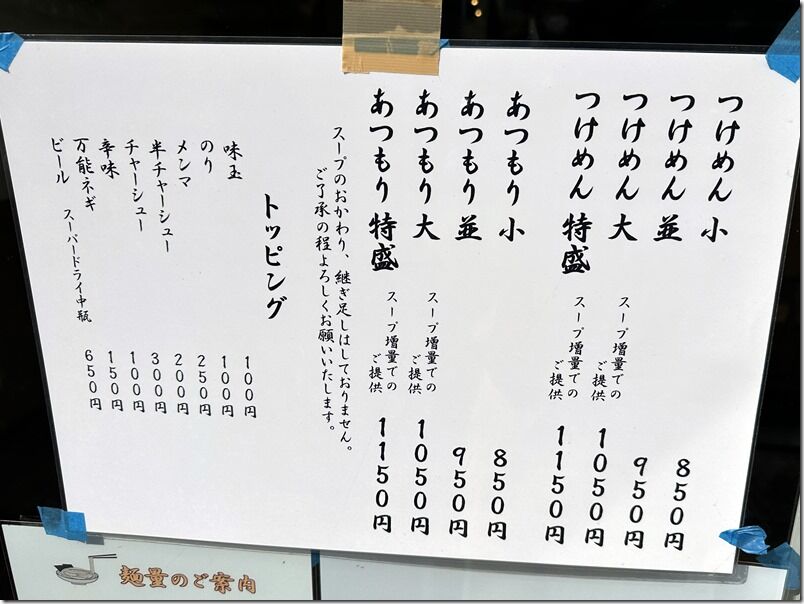 つけめん 小 850円
つけめん 並 950円
つけめん 大 スープ増量での ご提供 1050円
つけめん 特盛 スープ増量での ご提供 1150円
あつもり 小 850円
あつもり 並 950円
あつもり 大 スープ増量での ご提供 1050円
あつもり 特盛 スープ増量での ご提供 1150円
スープのおかわり、継ぎ足しはしておりません。
ご了承の程よろしくお願いいたします。
トッピング
味玉 100円
のり 100円
メンマ 250円
半チャーシュー 200円
チャーシュー 300円
辛味 100円
万能ネギ 150円
ビール スーパードライ中瓶 650円
麺量のご案内